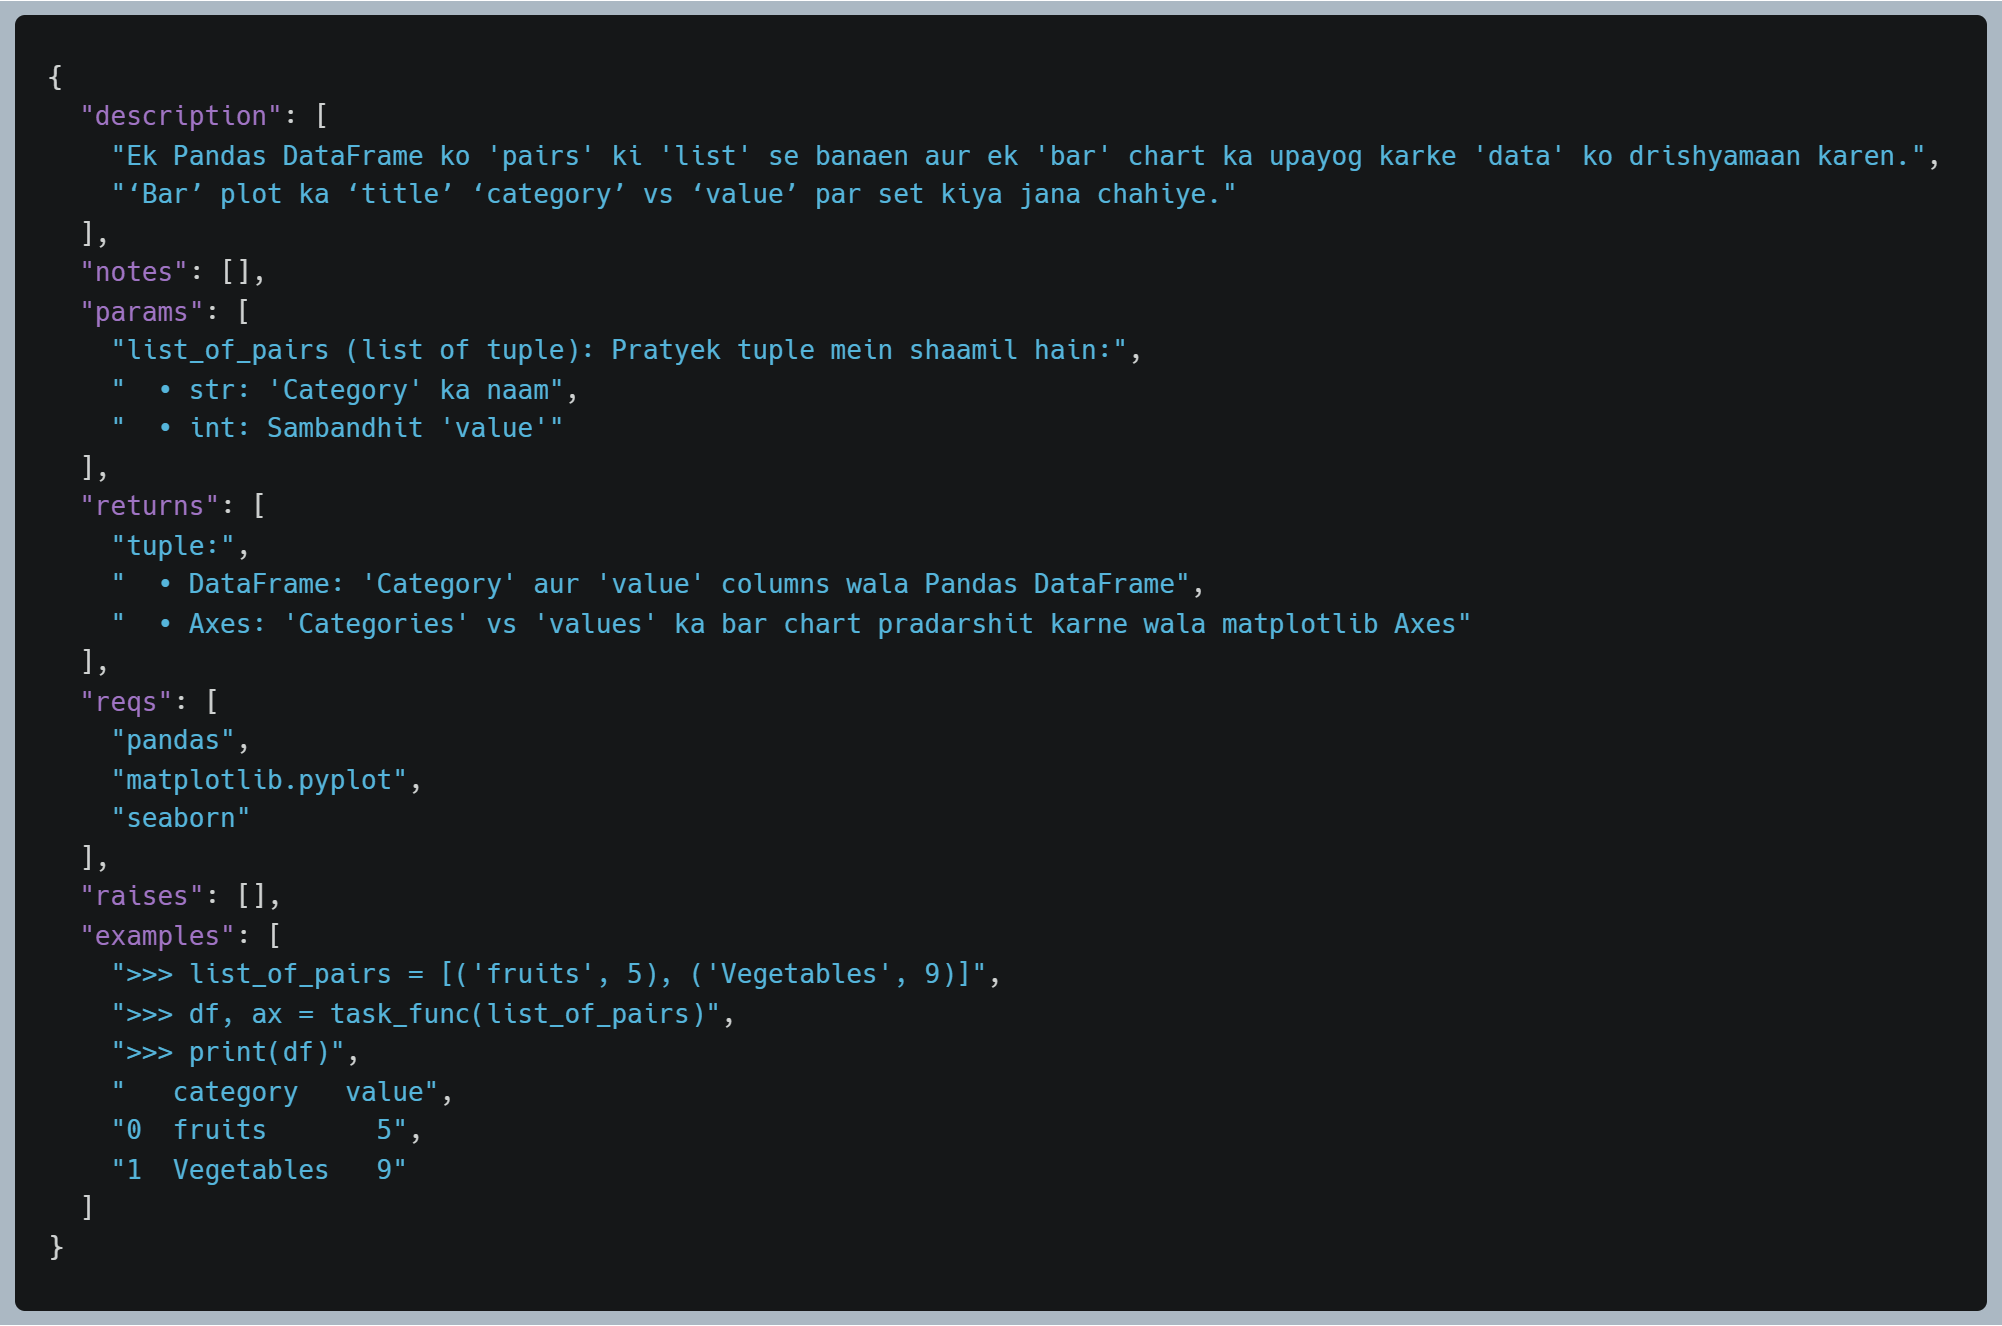 {
  "description": [
    "Ek Pandas DataFrame ko 'pairs' ki 'list' se banaen aur ek 'bar' chart ka upayog karke 'data' ko drishyamaan karen.",
    "‘Bar’ plot ka ‘title’ ‘category’ vs ‘value’ par set kiya jana chahiye."
  ],
  "notes": [],
  "params": [
    "list_of_pairs (list of tuple): Pratyek tuple mein shaamil hain:",
    "  • str: 'Category' ka naam",
    "  • int: Sambandhit 'value'"
  ],
  "returns": [
    "tuple:",
    "  • DataFrame: 'Category' aur 'value' columns wala Pandas DataFrame",
    "  • Axes: 'Categories' vs 'values' ka bar chart pradarshit karne wala matplotlib Axes"
  ],
  "reqs": [
    "pandas",
    "matplotlib.pyplot",
    "seaborn"
  ],
  "raises": [],
  "examples": [
    ">>> list_of_pairs = [('fruits', 5), ('Vegetables', 9)]",
    ">>> df, ax = task_func(list_of_pairs)",
    ">>> print(df)",
    "   category   value",
    "0  fruits       5",
    "1  Vegetables   9"
  ]
}